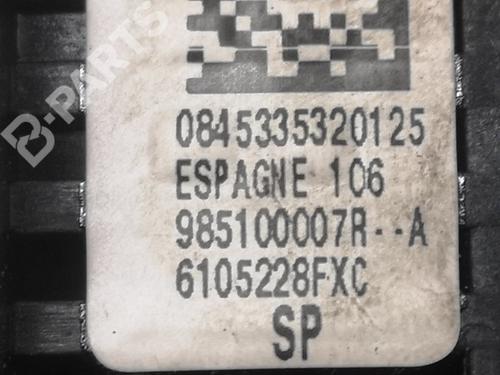 B-PARTS
0845335320125
ESPAGNE 106
985100007R--A
6105228FXC
SP